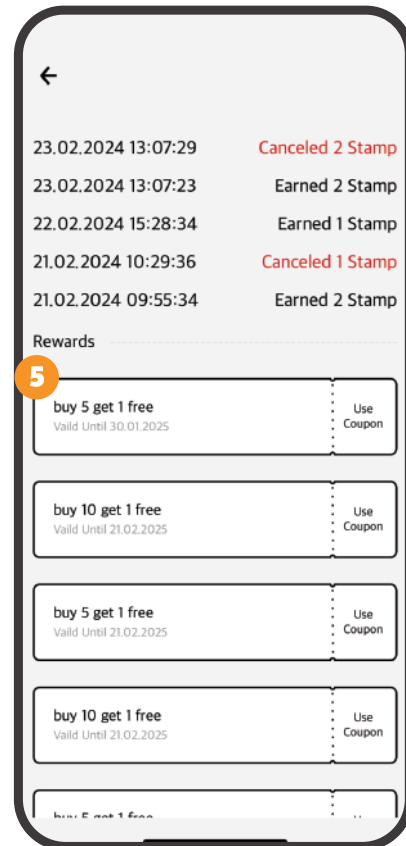 23.02.2024 13:07:29 Canceled 2 Stamp
23.02.2024 13:07:23 Earned 2 Stamp
22.02.2024 15:28:34 Earned 1 Stamp
21.02.2024 10:29:36 Canceled 1 Stamp
21.02.2024 09:55:34 Earned 2 Stamp
Rewards
5
buy 5 get 1 free
Vaild Until 30.01.2025
Use
Coupon
buy 10 get 1 free
Vaild Until 21.02.2025
Use
Coupon
buy 5 get 1 free
Vaild Until 21.02.2025
Use
Coupon
buy 10 get 1 free
Vaild Until 21.02.2025
Use
Coupon
buy 5 get 1 free